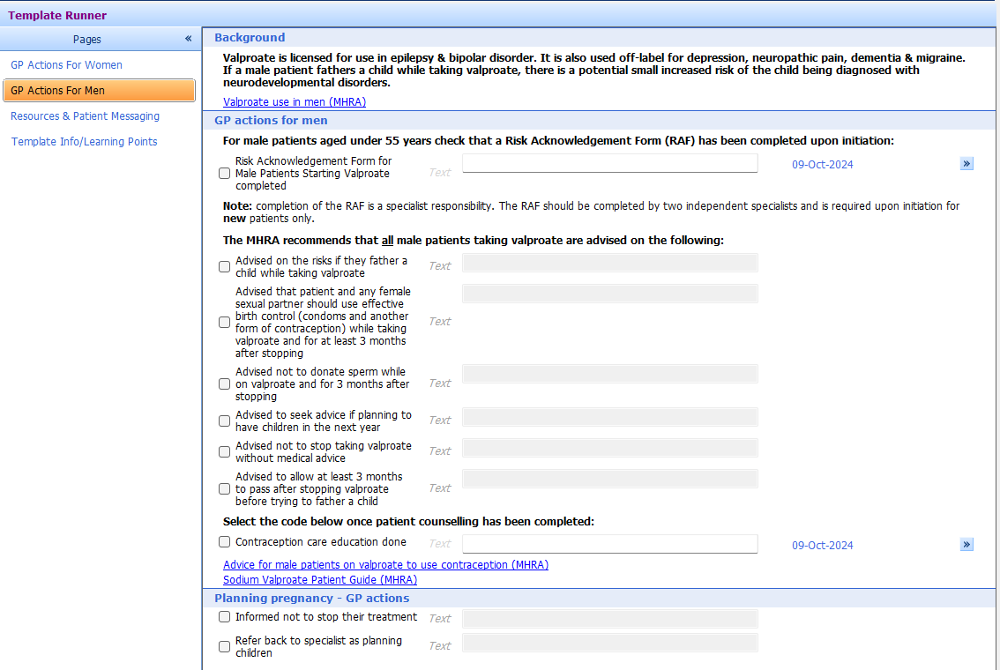 Template Runner
Pages «
GP Actions For Women
GP Actions For Men
Resources & Patient Messaging
Template Info/Learning Points
Background
Valproate is licensed for use in epilepsy & bipolar disorder. It is also used off-label for depression, neuropathic pain, dementia & migraine.
If a male patient fathers a child while taking valproate, there is a potential small increased risk of the child being diagnosed with
neurodevelopmental disorders.
Valproate use in men (MHRA)
GP actions for men
For male patients aged under 55 years check that a Risk Acknowledgement Form (RAF) has been completed upon initiation:
Risk Acknowledgement Form for
Male Patients Starting Valproate
completed
Text
09-Oct-2024
»
Note: completion of the RAF is a specialist responsibility. The RAF should be completed by two independent specialists and is required upon initiation for
new patients only.
The MHRA recommends that all male patients taking valproate are advised on the following:
Advised on the risks if they father a
child while taking valproate
Text
Advised that patient and any female
sexual partner should use effective
birth control (condoms and another
form of contraception) while taking
valproate and for at least 3 months
after stopping
Text
Advised not to donate sperm while
on valproate and for 3 months after
stopping
Text
Advised to seek advice if planning to
have children in the next year
Text
Advised not to stop taking valproate
without medical advice
Text
Advised to allow at least 3 months
to pass after stopping valproate
before trying to father a child
Text
Select the code below once patient counselling has been completed:
Contraception care education done
Text
09-Oct-2024
»
Advice for male patients on valproate to use contraception (MHRA)
Sodium Valproate Patient Guide (MHRA)
Planning pregnancy - GP actions
Informed not to stop their treatment
Text
Refer back to specialist as planning
children
Text